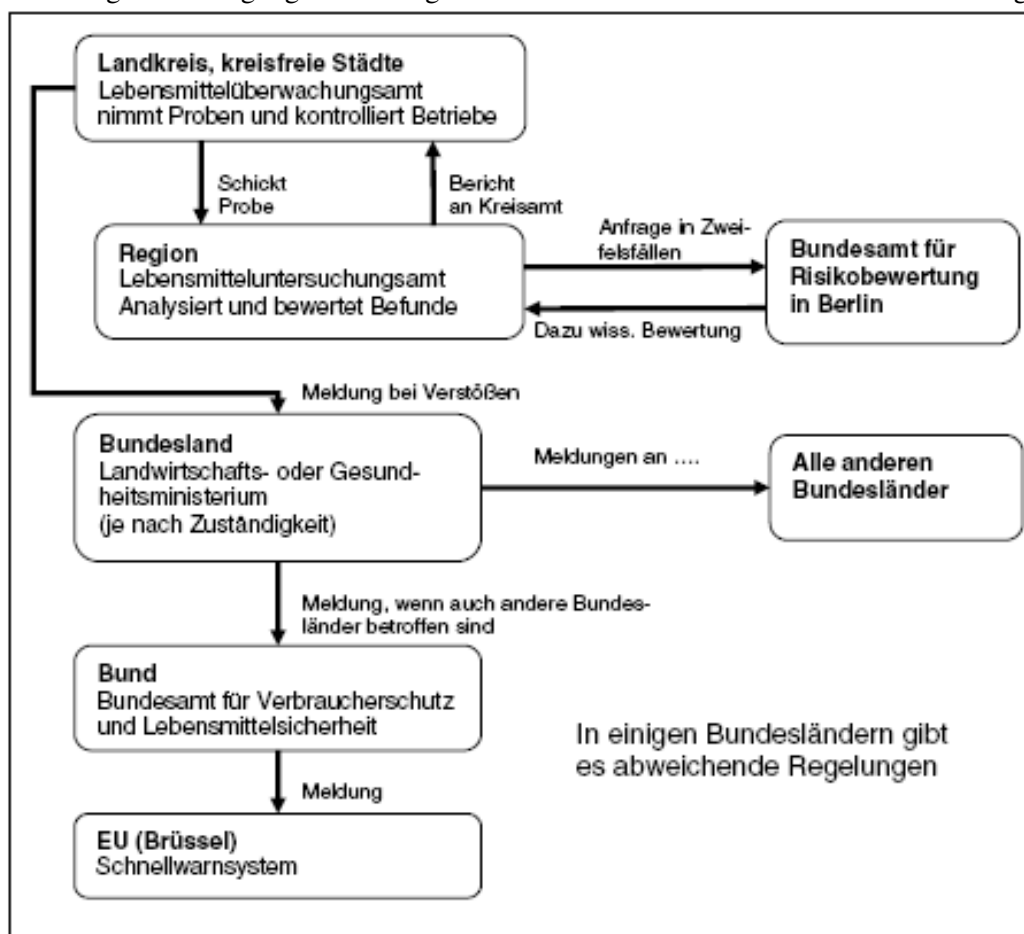 Landkreis, kreisfreie Städte
Lebensmittelüberwachungsamt
nimmt Proben und kontrolliert Betriebe
Schickt
Probe
Bericht
an Kreisamt
Region
Lebensmitteluntersuchungsamt
Analysiert und bewertet Befunde
Anfrage in Zwei-
felsfällen
Dazu wiss. Bewertung
Bundesamt für
Risikobewertung
in Berlin
Meldung bei Verstößen
Bundesland
Landwirtschafts- oder Gesund-
heitsministerium
(je nach Zuständigkeit)
Meldungen an ....
Alle anderen
Bundesländer
Meldung, wenn auch andere Bundes-
länder betroffen sind
Bund
Bundesamt für Verbraucherschutz
und Lebensmittelsicherheit
In einigen Bundesländern gibt
es abweichende Regelungen
Meldung
EU (Brüssel)
Schnellwarnsystem